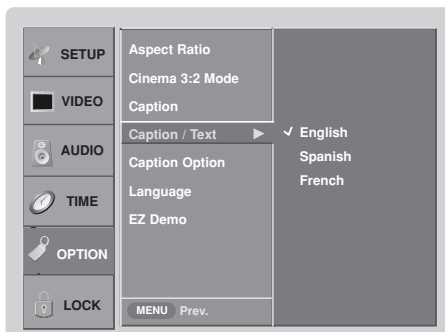 SETUP
VIDEO
AUDIO
TIME
OPTION
LOCK
Aspect Ratio
Cinema 3:2 Mode
Caption
Caption / Text
Caption Option
Language
EZ Demo
MENU Prev.
English
Spanish
French